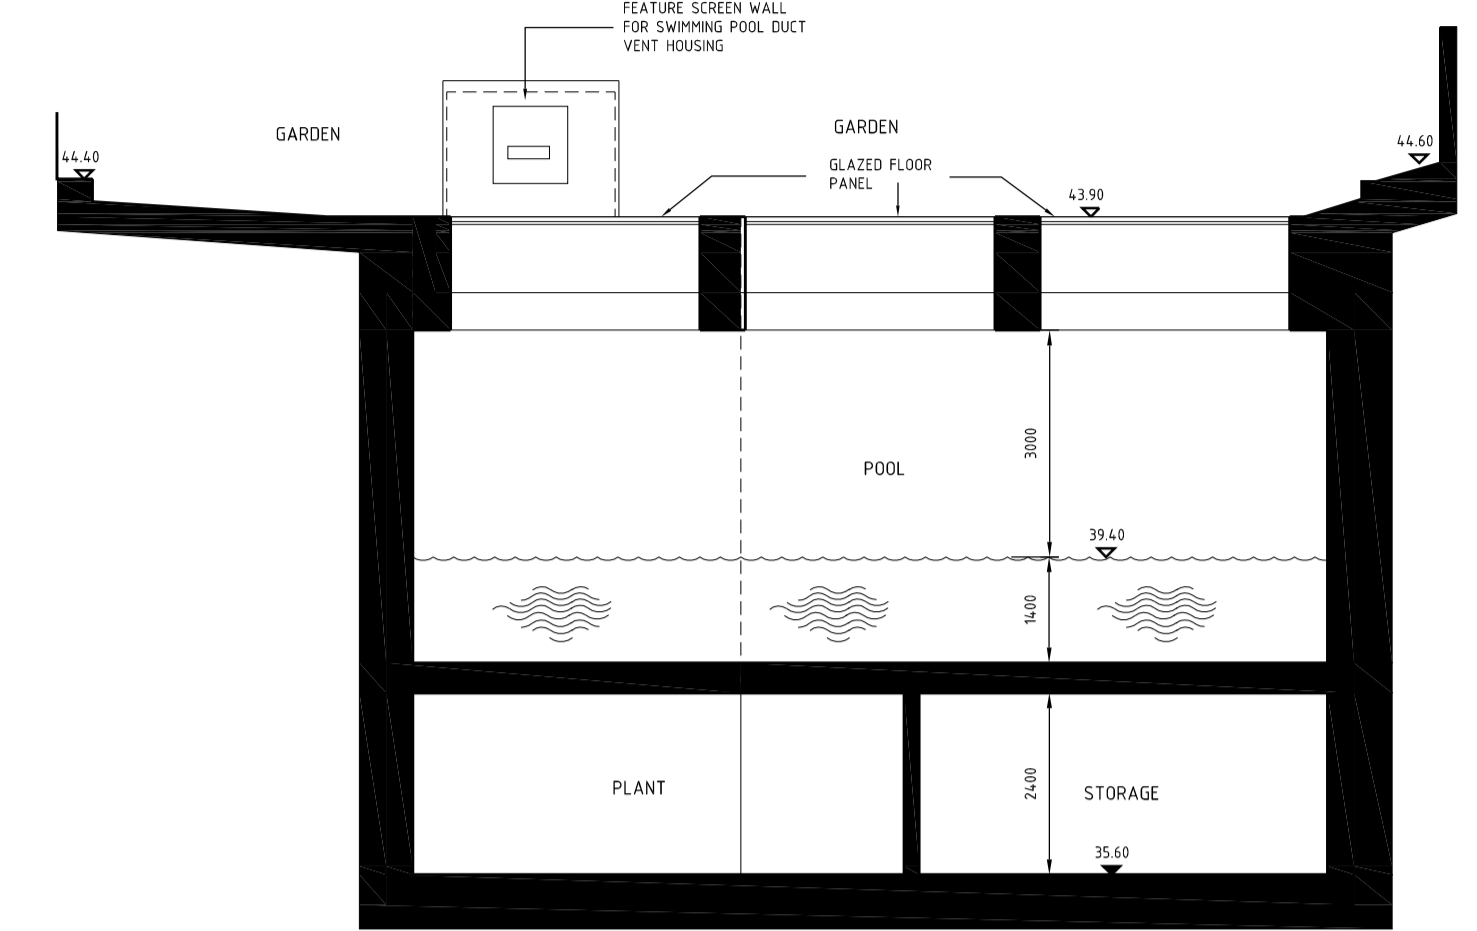 FEATURE SCREEN WALL
FOR SWIMMING POOL DUCT
VENT HOUSING
GARDEN
GARDEN
44.40
44.60
GLAZED FLOOR
PANEL
43.90
3000
POOL
39.40
1400
PLANT
2400
STORAGE
35.60